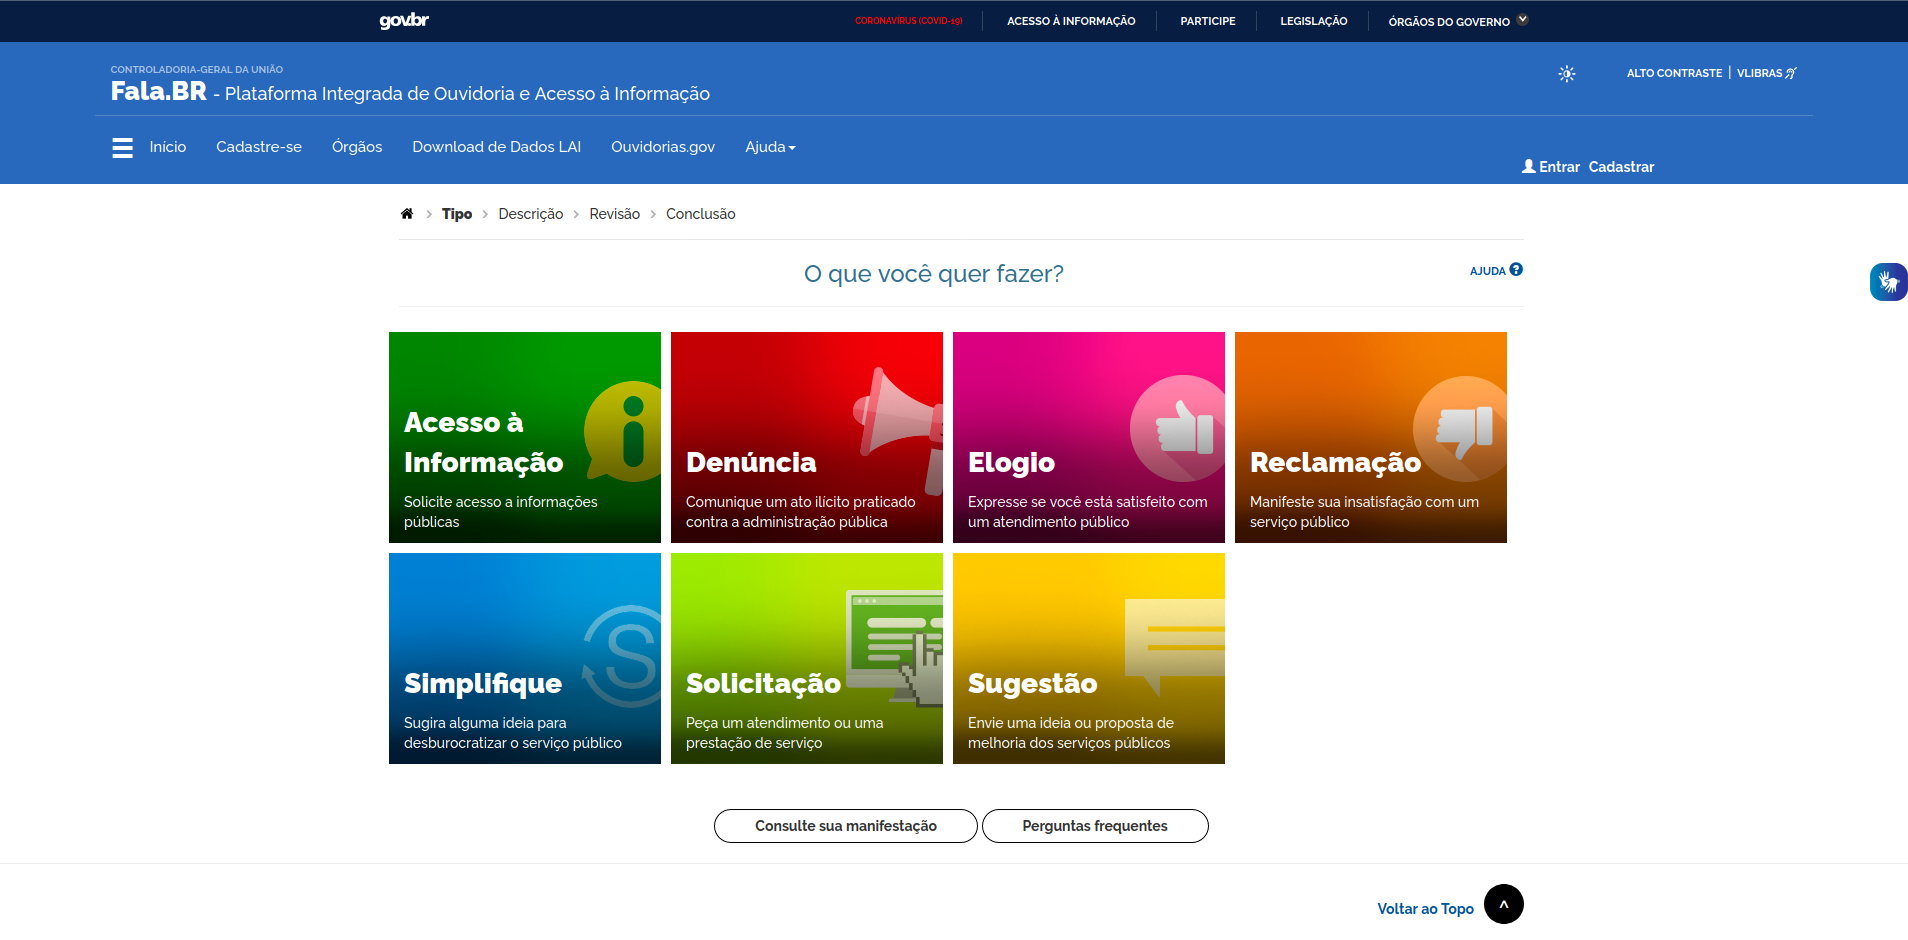 gov.br
CORONAVÍRUS (COVID-19)
ACESSO À INFORMAÇÃO
PARTICIPE
LEGISLAÇÃO
ÓRGÃOS DO GOVERNO
CONTROLADORIA-GERAL DA UNIÃO
Fala.BR - Plataforma Integrada de Ouvidoria e Acesso à Informação
ALTO CONTRASTE | VLIBRAS
Início
Cadastre-se
Órgãos
Download de Dados LAI
Ouvidorias.gov
Ajuda
Entrar Cadastrar
Tipo > Descrição > Revisão > Conclusão
O que você quer fazer?
AJUDA ?
Acesso à
Informação
Solicite acesso a informações
públicas
Denúncia
Comunique um ato ilícito praticado
contra a administração pública
Elogio
Expresse se você está satisfeito com
um atendimento público
Reclamação
Manifeste sua insatisfação com um
serviço público
Simplifique
Sugira alguma ideia para
desburocratizar o serviço público
Solicitação
Peça um atendimento ou uma
prestação de serviço
Sugestão
Envie uma ideia ou proposta de
melhoria dos serviços públicos
Consulte sua manifestação
Perguntas frequentes
Voltar ao Topo ^